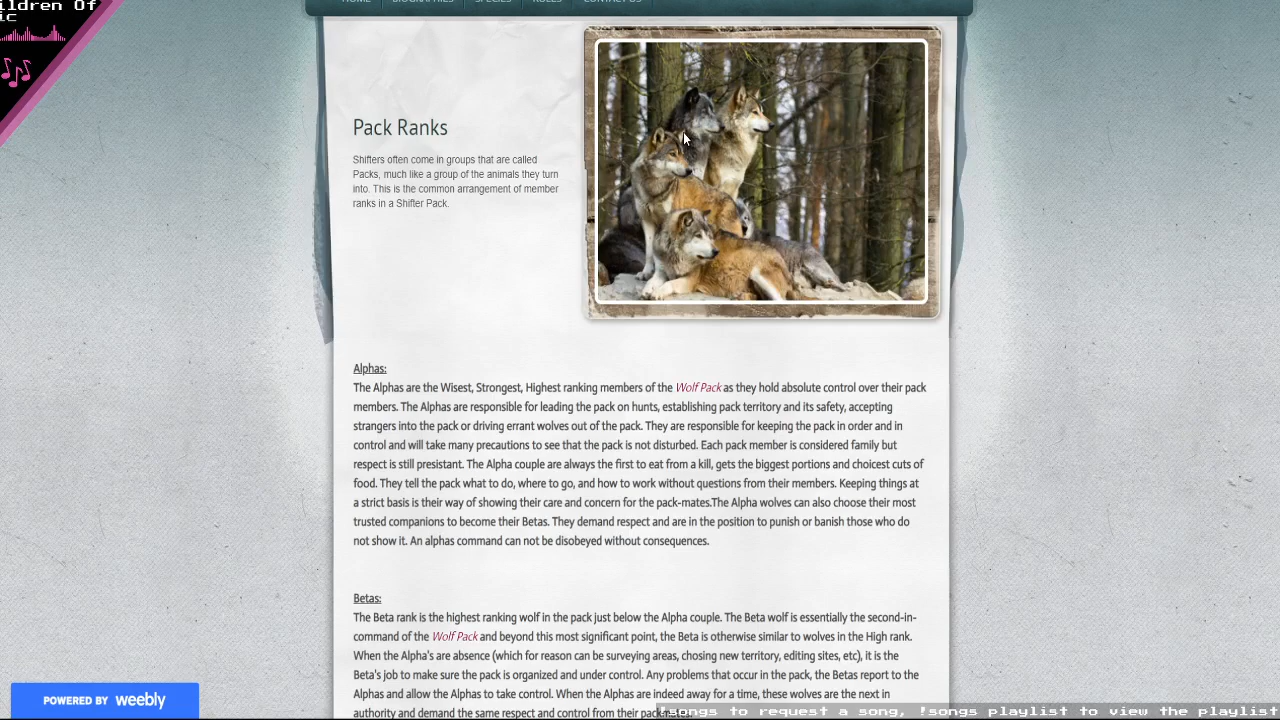 ildren Of
ic
HOME BIOGRAPHIES SPECIES RULES CONTACT US
Pack Ranks
Shifters often come in groups that are called
Packs, much like a group of the animals they turn
into. This is the common arrangement of member
ranks in a Shifter Pack.
Alphas:
The Alphas are the Wisest, Strongest, Highest ranking members of the Wolf Pack as they hold absolute control over their pack
members. The Alphas are responsible for leading the pack on hunts, establishing pack territory and its safety, accepting
strangers into the pack or driving errant wolves out of the pack. They are responsible for keeping the pack in order and in
control and will take many precautions to see that the pack is not disturbed. Each pack member is considered family but
respect is still presistant. The Alpha couple are always the first to eat from a kill, gets the biggest portions and choicest cuts of
food. They tell the pack what to do, where to go, and how to work without questions from their members. Keeping things at
a strict basis is their way of showing their care and concern for the pack-mates.The Alpha wolves can also choose their most
trusted companions to become their Betas. They demand respect and are in the position to punish or banish those who do
not show it. An alphas command can not be disobeyed without consequences.
Betas:
The Beta rank is the highest ranking wolf in the pack just below the Alpha couple. The Beta wolf is essentially the second-in-
command of the Wolf Pack and beyond this most significant point, the Beta is otherwise similar to wolves in the High rank.
When the Alpha's are absence (which for reason can be surveying areas, chosing new territory, editing sites, etc), it is the
Beta's job to make sure the pack is organized and under control. Any problems that occur in the pack, the Betas report to the
Alphas and allow the Alphas to take control. When the Alphas are indeed away for a time, these wolves are the next in
authority and demand the same respect and control from their pack-mates.
POWERED BY weebly
!songs to request a song, !songs playlist to view the playlist